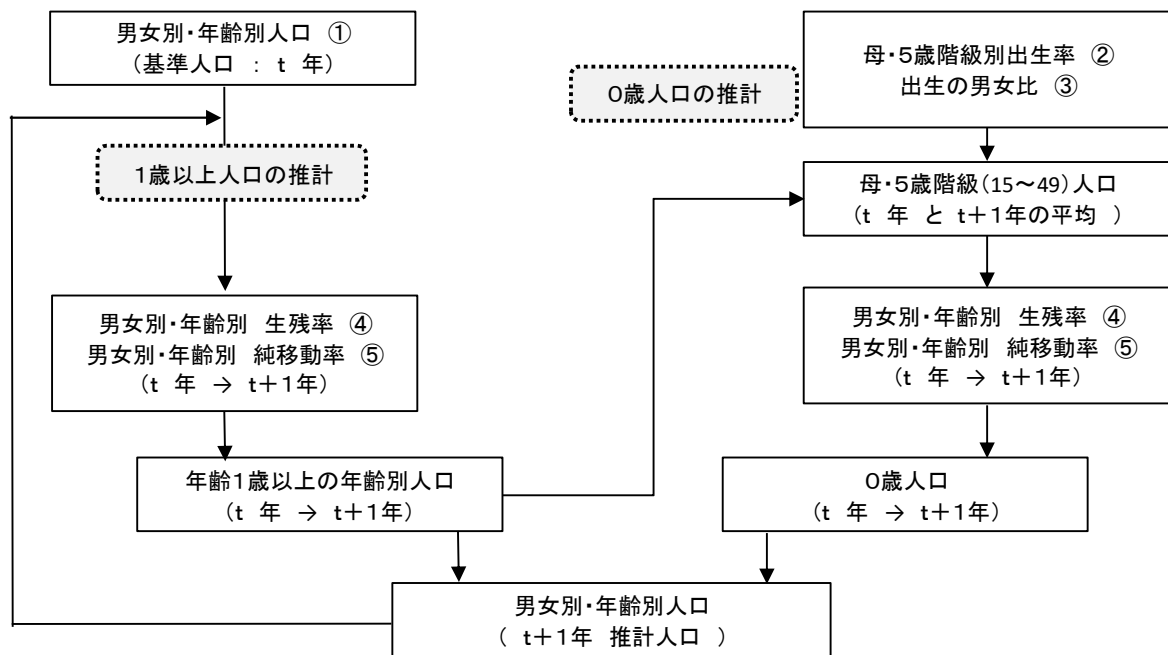 男女別・年齢別人口 ①
(基準人口 : t 年)
1歳以上人口の推計
男女別・年齢別 生残率 ④
男女別・年齢別 純移動率 ⑤
(t 年 → t+1年)
年齢1歳以上の年齢別人口
(t 年 → t+1年)
0歳人口の推計
母・5歳階級別出生率 ②
出生の男女比 ③
母・5歳階級(15～49)人口
(t 年 と t+1年の平均 )
男女別・年齢別 生残率 ④
男女別・年齢別 純移動率 ⑤
(t 年 → t+1年)
0歳人口
(t 年 → t+1年)
男女別・年齢別人口
( t+1年 推計人口 )